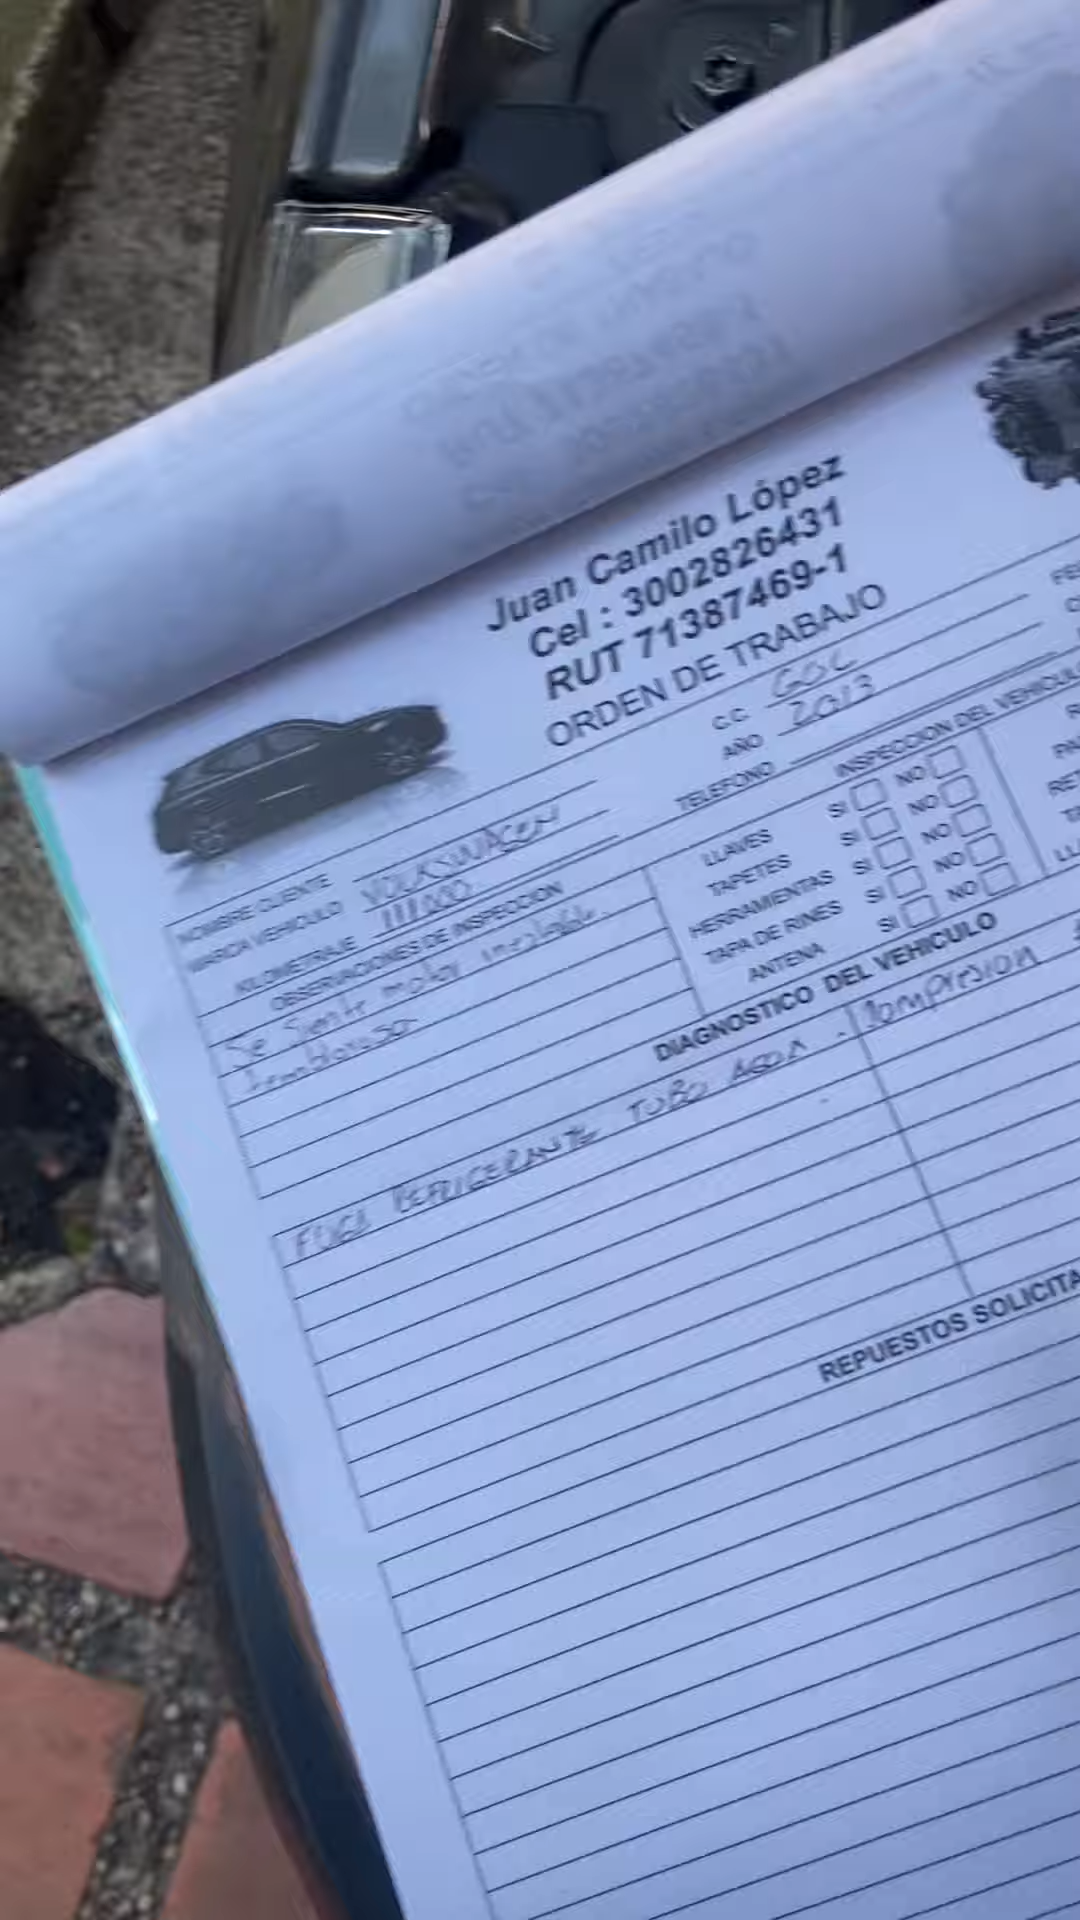 Juan Camilo López
Cel : 3002826431
RUT 71387469-1
ORDEN DE TRABAJO
NOMBRE CLIENTE C.C. GOL
MARCA VEHICULO VOLKSWAGEN AÑO 2013
KILOMETRAJE 111000 TELEFONO
OBSERVACIONES DE INSPECCION
Se siente motor inestable.
INSPECCION DEL VEHICULO
LLAVES SI NO
TAPETES SI NO
HERRAMIENTAS SI NO
TAPA DE RINES SI NO
ANTENA SI NO
DIAGNOSTICO DEL VEHICULO
FUGA REFRIGERANTE TUBO AGUA . Compresion
REPUESTOS SOLICITA